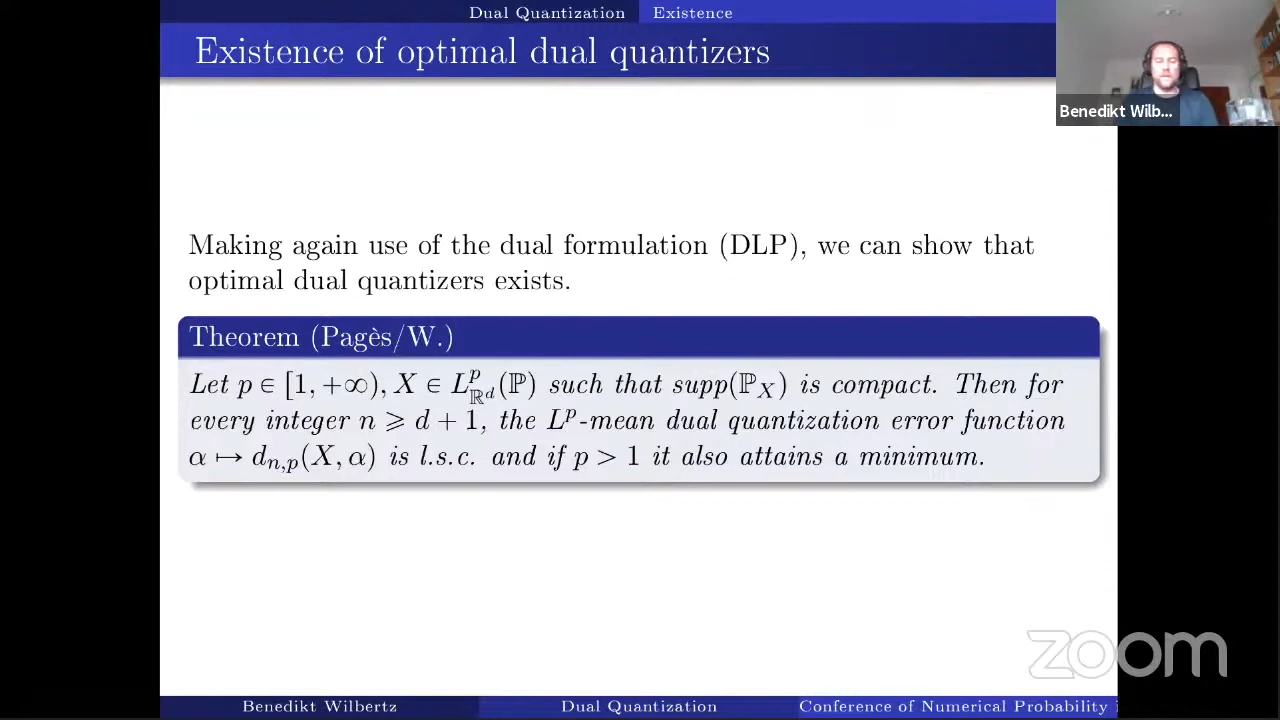 Dual Quantization Existence
Existence of optimal dual quantizers
Benedikt Wilb...
Making again use of the dual formulation (DLP), we can show that
optimal dual quantizers exists.
Theorem (Pagès/W.)
Let p ∈ [1, +∞), X ∈ L^p_{ℝ^d}(ℙ) such that supp(ℙ_X) is compact. Then for
every integer n ⩾ d + 1, the L^p-mean dual quantization error function
α ↦ d_{n,p}(X, α) is l.s.c. and if p > 1 it also attains a minimum.
zoom
Benedikt Wilbertz Dual Quantization Conference of Numerical Probability i